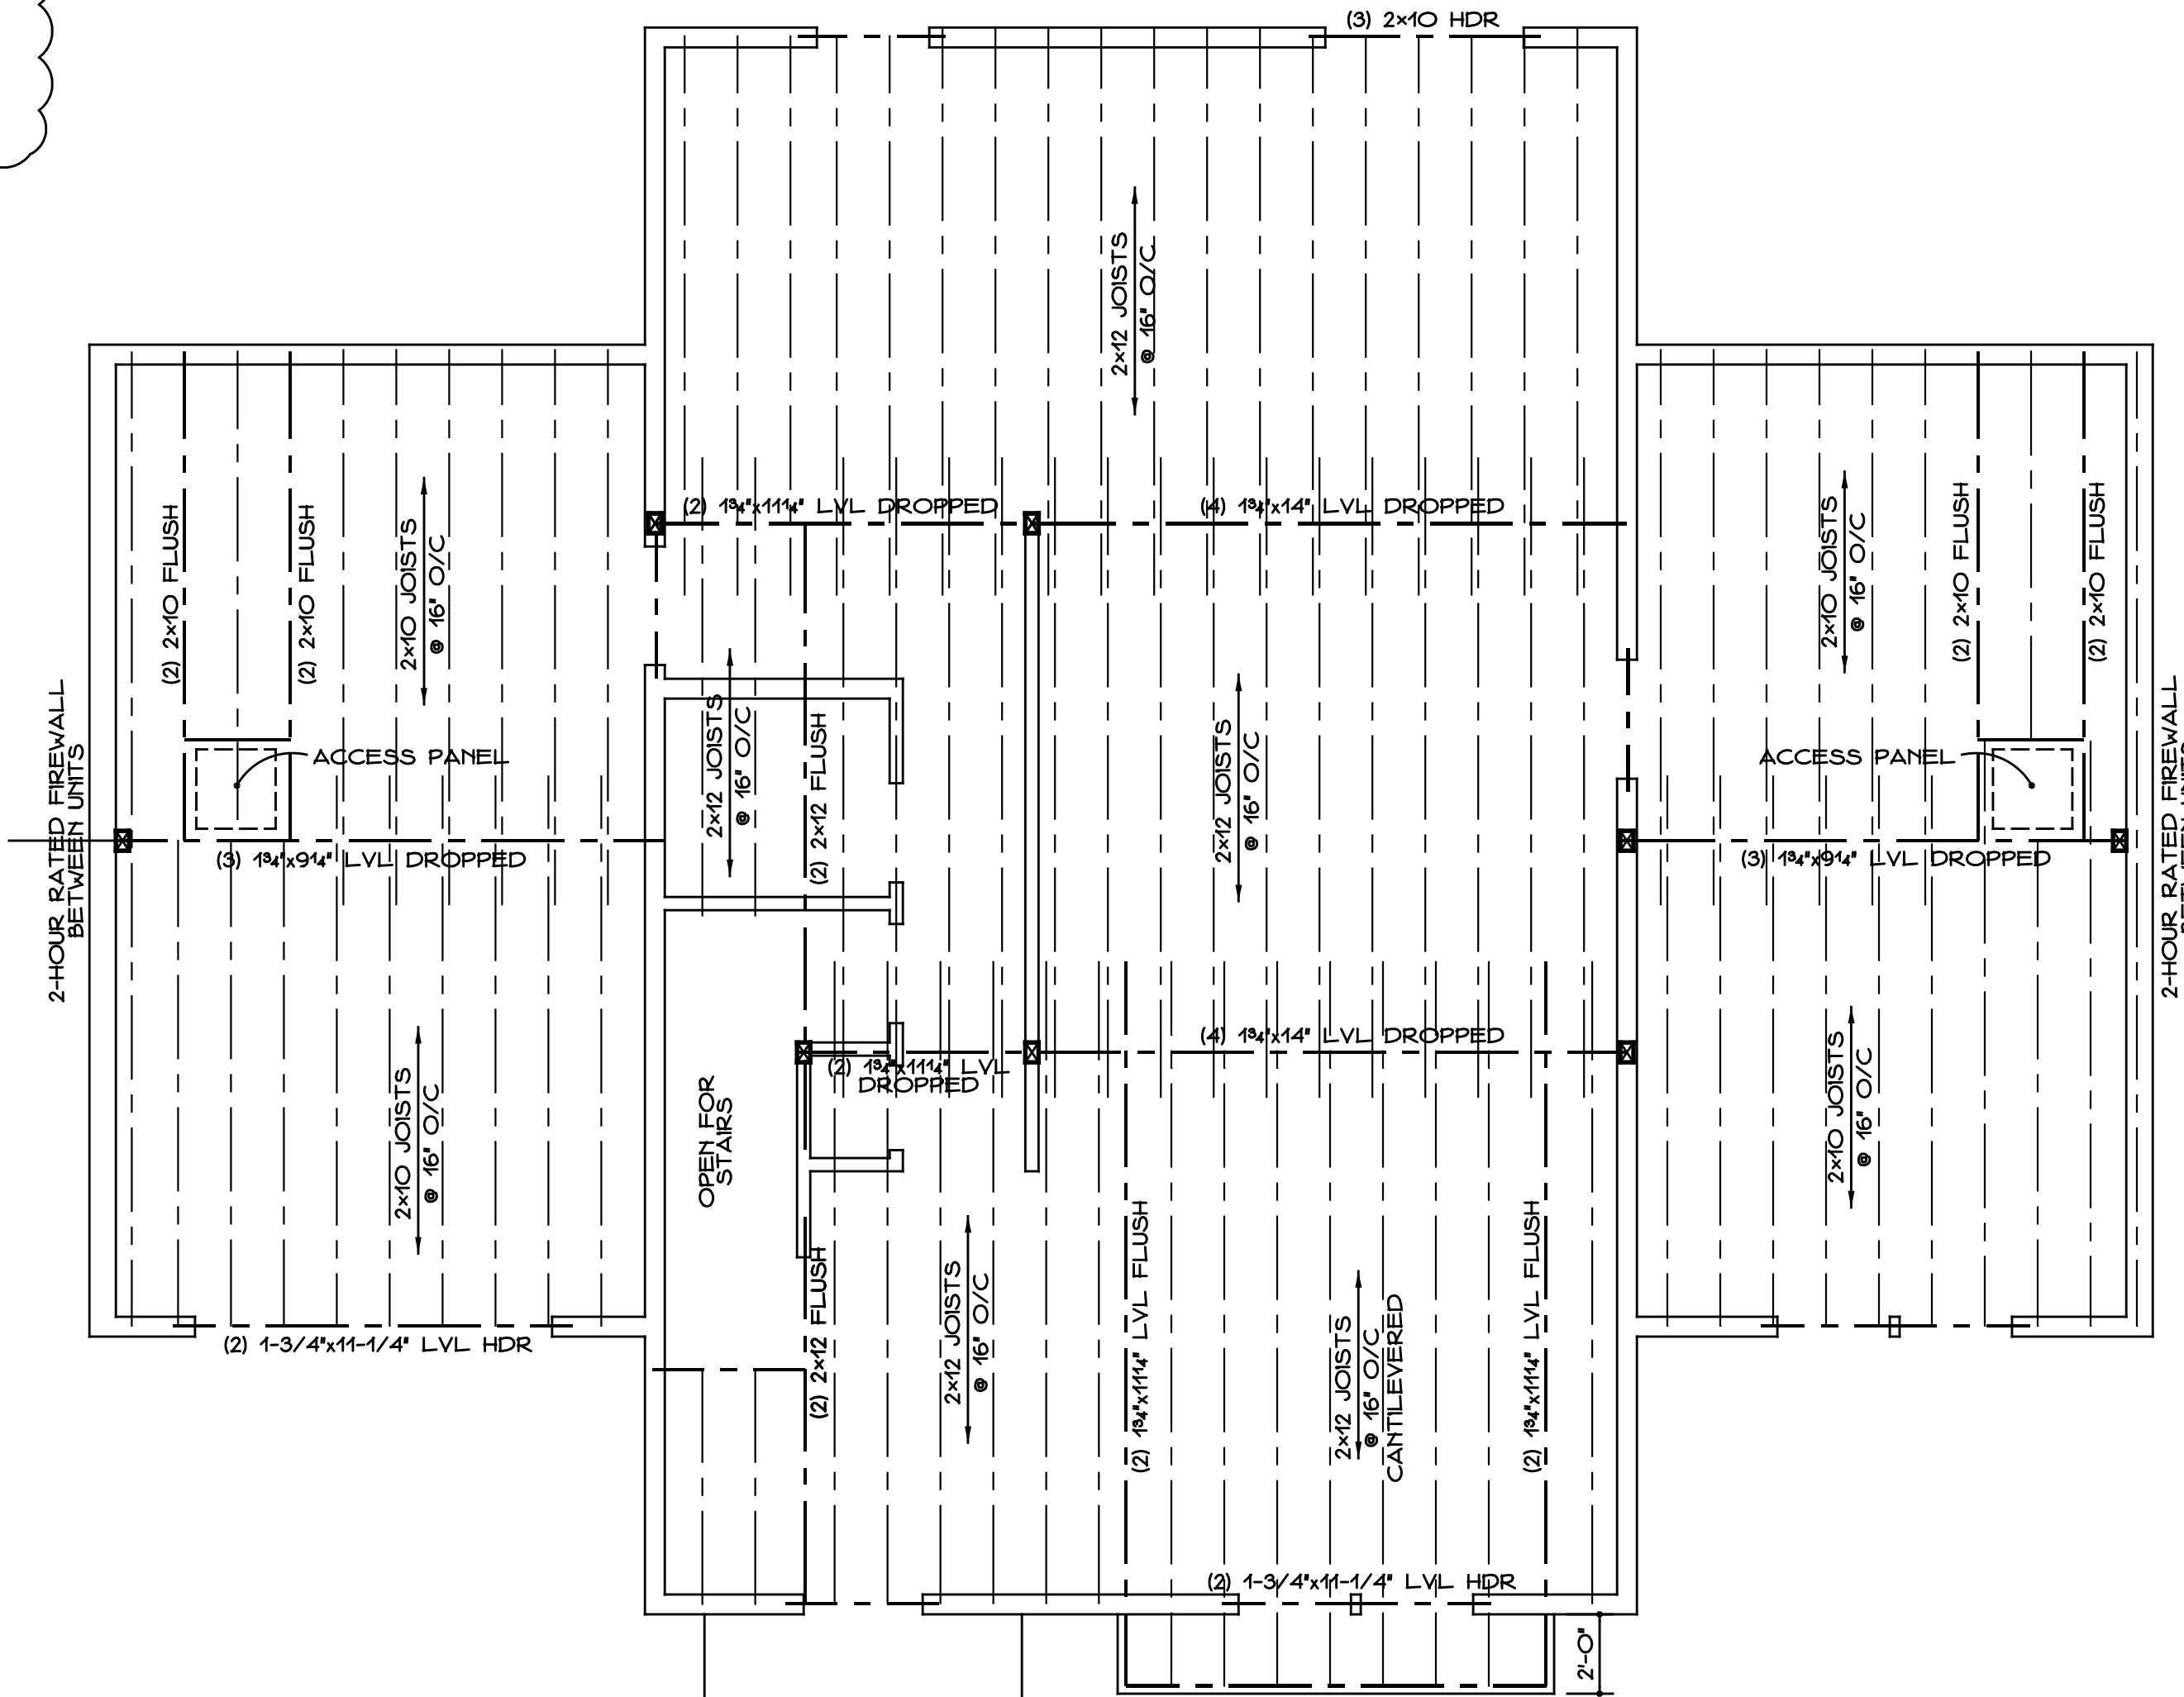 (3) 2x10 HDR
2x12 JOISTS
@ 16" O/C
(2) 1¾"x11¼" LVL DROPPED
(4) 1¾"x14" LVL DROPPED
(2) 2x10 FLUSH
(2) 2x10 FLUSH
2x10 JOISTS
@ 16" O/C
2x10 JOISTS
@ 16" O/C
(2) 2x10 FLUSH
(2) 2x10 FLUSH
2-HOUR RATED FIREWALL
BETWEEN UNITS
ACCESS PANEL
2x12 JOISTS
@ 16" O/C
(2) 2x12 FLUSH
2x12 JOISTS
@ 16" O/C
ACCESS PANEL
2-HOUR RATED FIREWALL
(3) 1¾"x9¼" LVL DROPPED
(3) 1¾"x9¼" LVL DROPPED
(4) 1¾"x14" LVL DROPPED
(2) 1¾"x11¼" LVL
DROPPED
2x10 JOISTS
@ 16" O/C
OPEN FOR
STAIRS
2x10 JOISTS
@ 16" O/C
(2) 2x12 FLUSH
2x12 JOISTS
@ 16" O/C
(2) 1¾"x11¼" LVL FLUSH
2x12 JOISTS
@ 16" O/C
CANTILEVERED
(2) 1¾"x11¼" LVL FLUSH
(2) 1-3/4"x11-1/4" LVL HDR
(2) 1-3/4"x11-1/4" LVL HDR
2'-0"